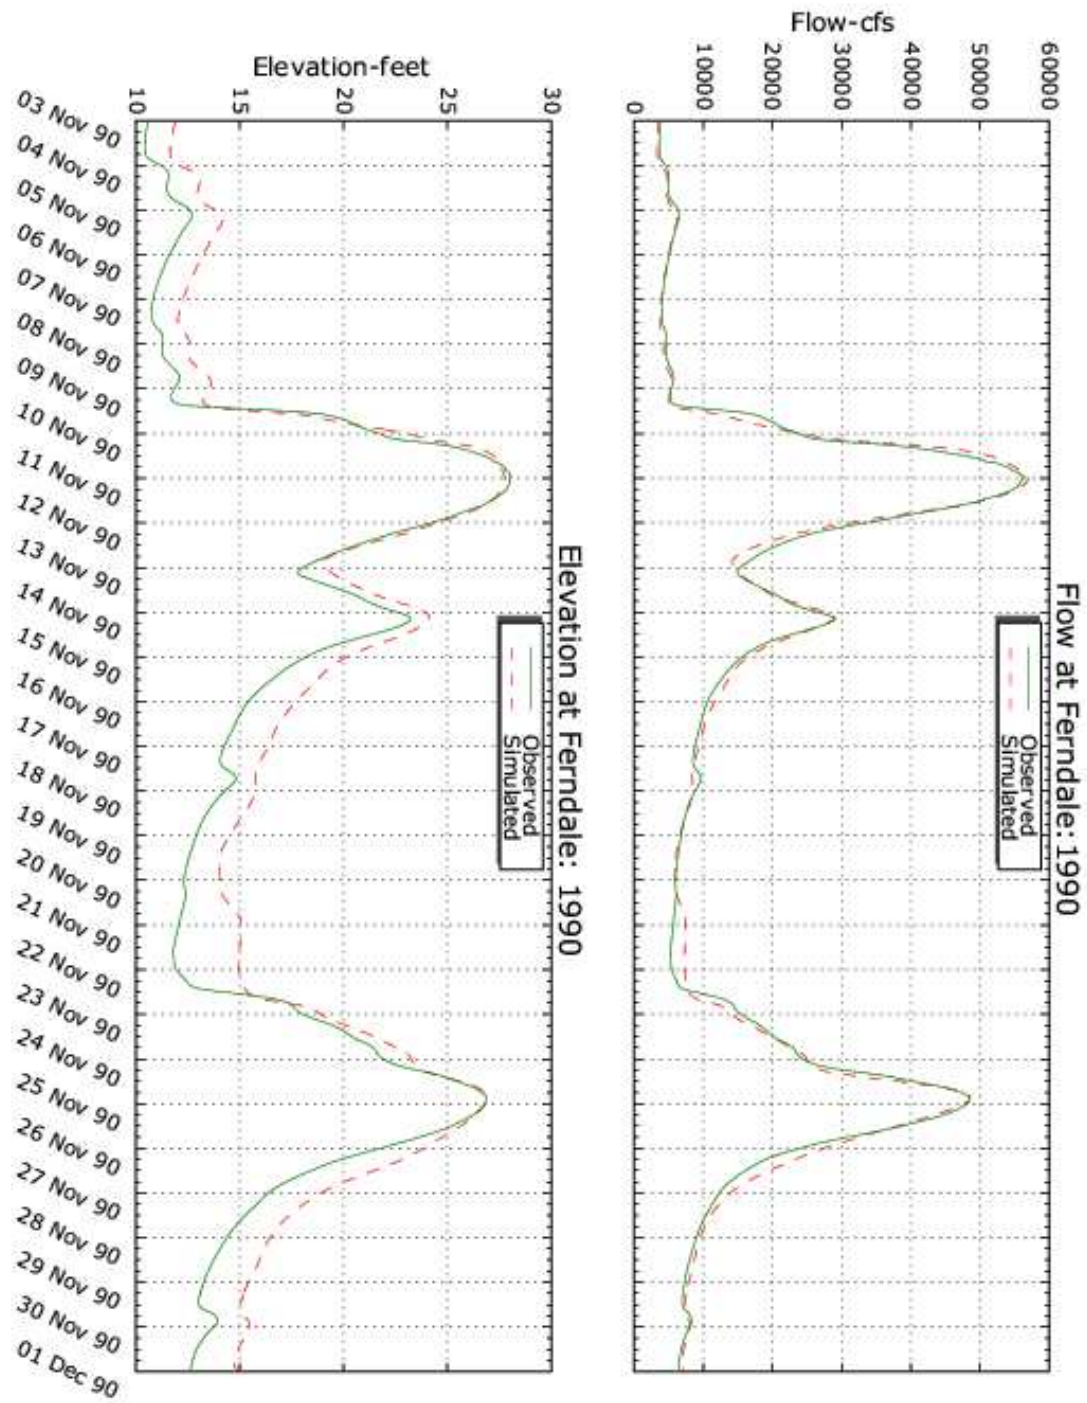 Flow at Ferndale: 1990
Flow-cfs
60000
50000
40000
30000
20000
10000
0
Observed
Simulated
Elevation at Ferndale: 1990
Elevation-feet
30
25
20
15
10
Observed
Simulated
03 Nov 90
04 Nov 90
05 Nov 90
06 Nov 90
07 Nov 90
08 Nov 90
09 Nov 90
10 Nov 90
11 Nov 90
12 Nov 90
13 Nov 90
14 Nov 90
15 Nov 90
16 Nov 90
17 Nov 90
18 Nov 90
19 Nov 90
20 Nov 90
21 Nov 90
22 Nov 90
23 Nov 90
24 Nov 90
25 Nov 90
26 Nov 90
27 Nov 90
28 Nov 90
29 Nov 90
30 Nov 90
01 Dec 90